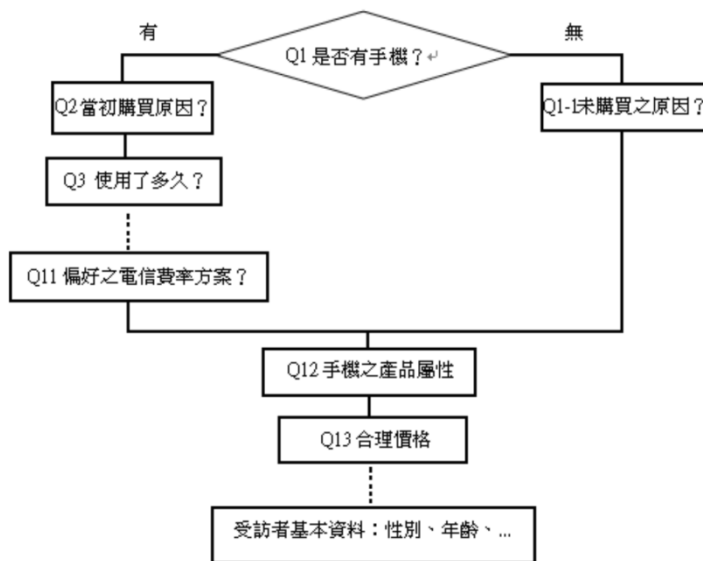 有
Q1 是否有手機？↵
無
Q2 當初購買原因？
Q1-1未購買之原因？
Q3 使用了多久？
Q11 偏好之電信費率方案？
Q12 手機之產品屬性
Q13 合理價格
受訪者基本資料：性別、年齡、...